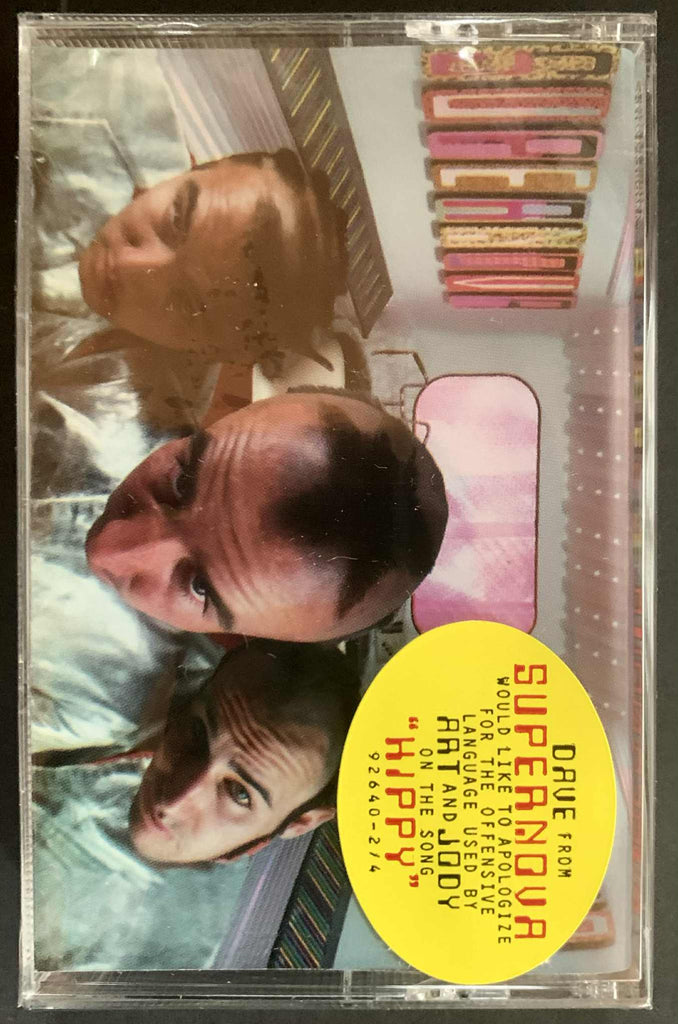 DAVE FROM
SUPERNOVA
WOULD LIKE TO APOLOGIZE
FOR THE OFFENSIVE
LANGUAGE USED BY
ART AND JODY
ON THE SONG
"HIPPY"
92640-2/4